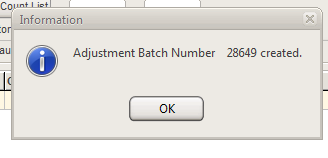 Count List
Information
Adjustment Batch Number 28649 created.
OK